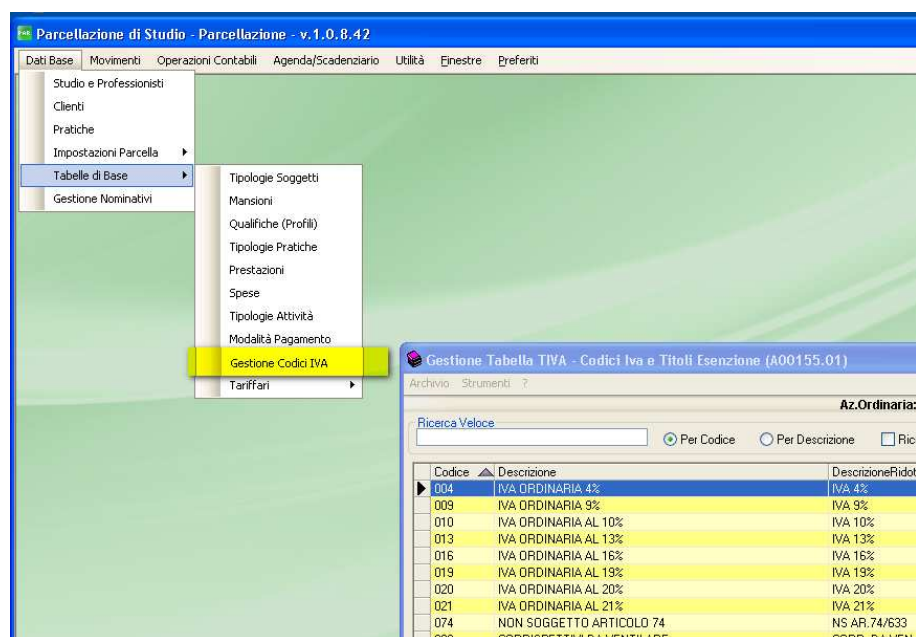 Parcellazione di Studio - Parcellazione - v.1.0.8.42
Dati Base Movimenti Operazioni Contabili Agenda/Scadenziario Utilità Finestre Preferiti
Studio e Professionisti
Clienti
Pratiche
Impostazioni Parcella
Tabelle di Base
Gestione Nominativi
Tipologie Soggetti
Mansioni
Qualifiche (Profili)
Tipologie Pratiche
Prestazioni
Spese
Tipologie Attività
Modalità Pagamento
Gestione Codici IVA
Tariffari
Gestione Tabella TIVA - Codici Iva e Titoli Esenzione (A00155.01)
Archivio Strumenti ?
Az.Ordinaria:
Ricerca Veloce
Per Codice Per Descrizione Ric
Codice Descrizione DescrizioneRidot
004 IVA ORDINARIA 4% IVA 4%
009 IVA ORDINARIA 9% IVA 9%
010 IVA ORDINARIA AL 10% IVA 10%
013 IVA ORDINARIA AL 13% IVA 13%
016 IVA ORDINARIA AL 16% IVA 16%
019 IVA ORDINARIA AL 19% IVA 19%
020 IVA ORDINARIA AL 20% IVA 20%
021 IVA ORDINARIA AL 21% IVA 21%
074 NON SOGGETTO ARTICOLO 74 NS AR.74/633